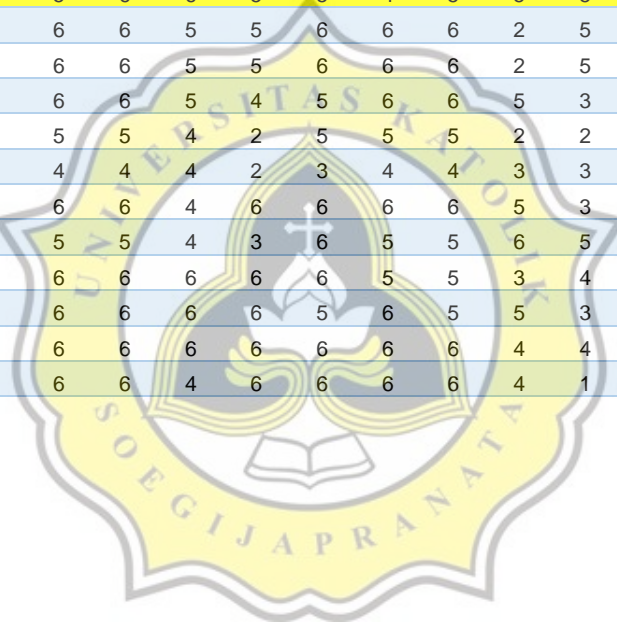 6 6 5 5 6 6 6 2 5
6 6 5 5 6 6 6 2 5
6 6 5 4 5 6 6 5 3
5 5 4 2 5 5 5 2 2
4 4 4 2 3 4 4 3 3
6 6 4 6 6 6 6 5 3
5 5 4 3 6 5 5 6 5
6 6 6 6 6 5 5 3 4
6 6 6 6 5 6 5 5 3
6 6 6 6 6 6 6 4 4
6 6 4 6 6 6 6 4 1
UNIVERSITAS KATOLIK
SOEGIJAPRANATA